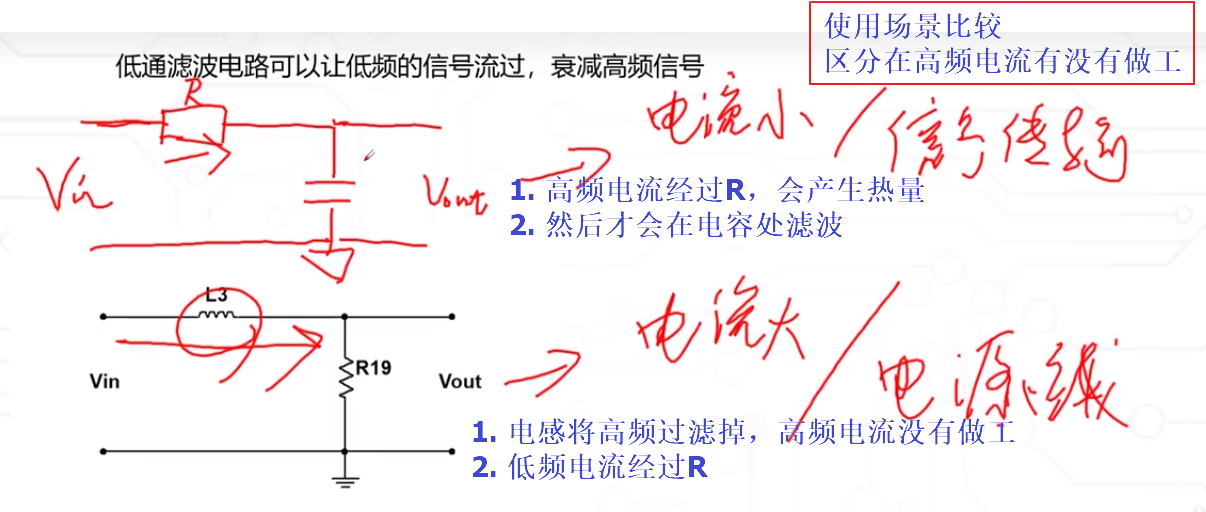 使用场景比较
区分在高频电流有没有做工
低通滤波电路可以让低频的信号流过，衰减高频信号
R
电流小/信号传输
Vin
Vout
1. 高频电流经过R，会产生热量
2. 然后才会在电容处滤波
L3
电流大/电源线
R19
Vin
Vout
1. 电感将高频过滤掉，高频电流没有做工
2. 低频电流经过R